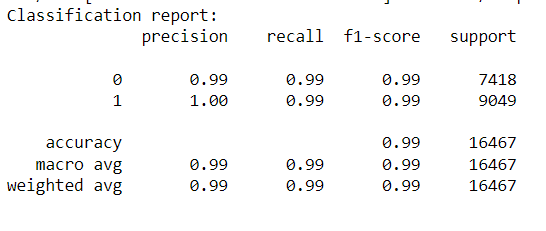 Classification report:
precision recall f1-score support
0 0.99 0.99 0.99 7418
1 1.00 0.99 0.99 9049
accuracy 0.99 16467
macro avg 0.99 0.99 0.99 16467
weighted avg 0.99 0.99 0.99 16467